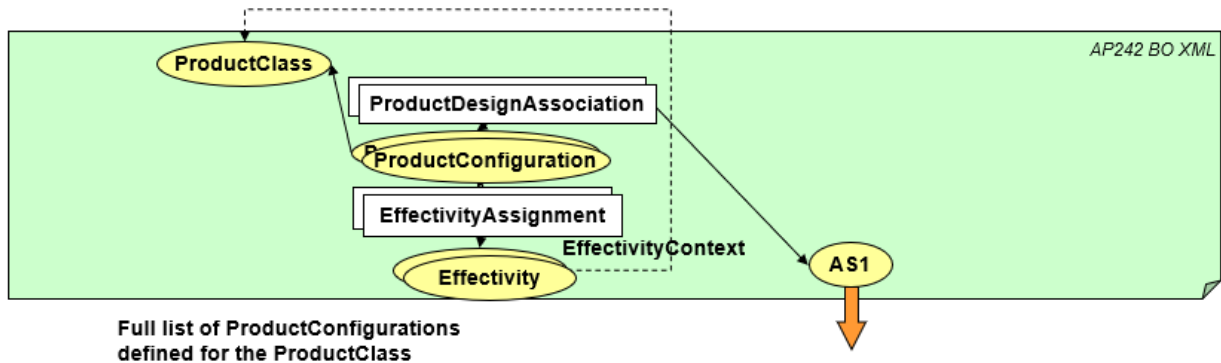 AP242 BO XML
ProductClass
ProductDesignAssociation
ProductConfiguration
EffectivityAssignment
EffectivityContext
Effectivity
AS1
Full list of ProductConfigurations
defined for the ProductClass